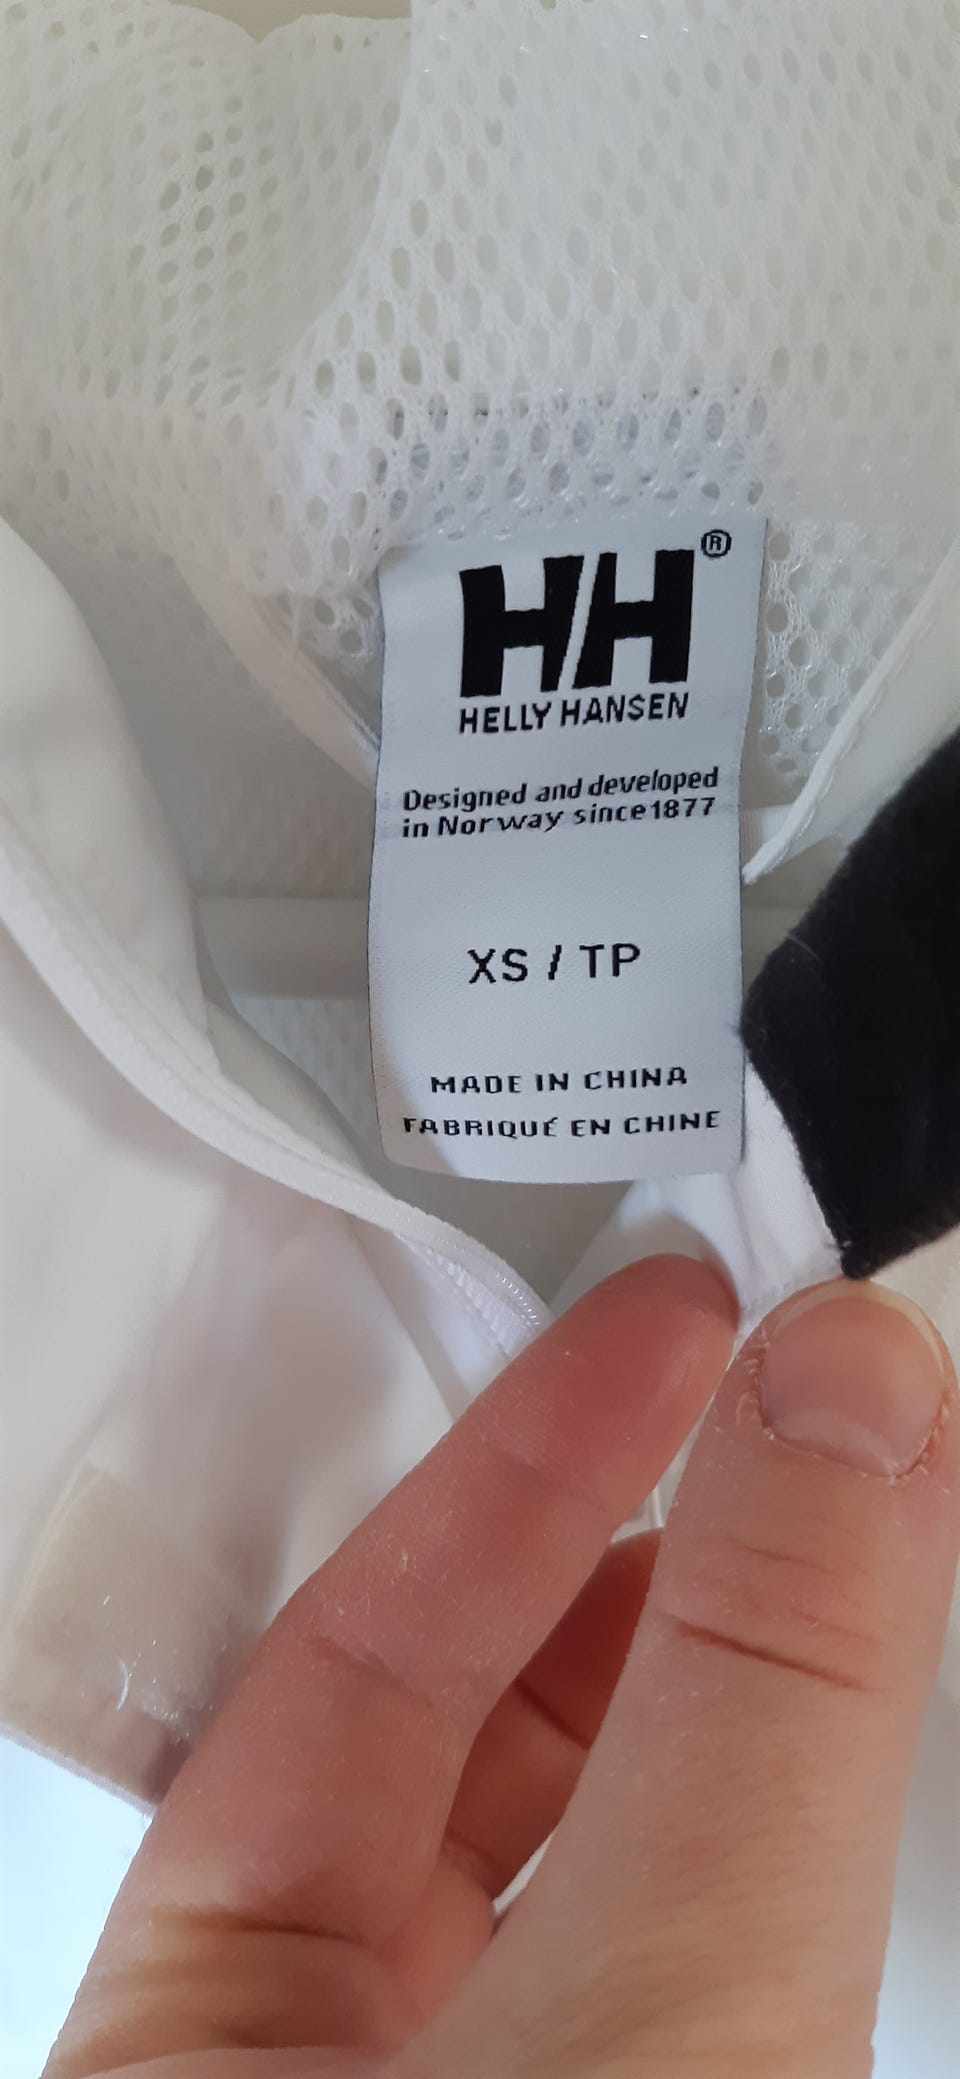 HH®
HELLY HANSEN
Designed and developed
in Norway since 1877
XS / TP
MADE IN CHINA
FABRIQUÉ EN CHINE